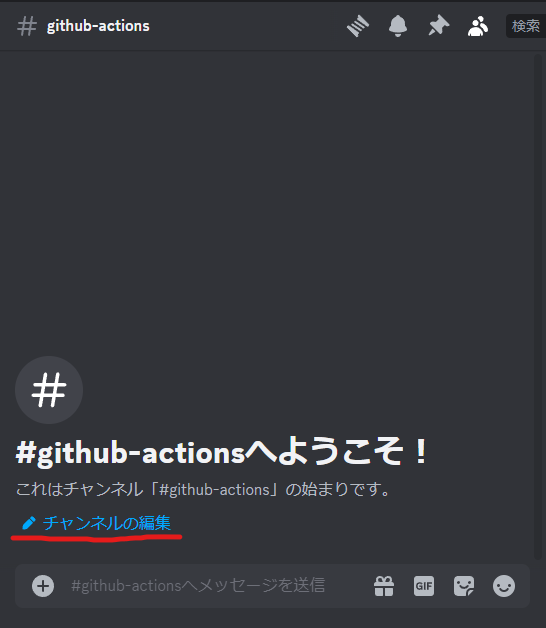 github-actions
検索
#github-actionsへようこそ！
これはチャンネル「#github-actions」の始まりです。
チャンネルの編集
#github-actionsへメッセージを送信
GIF